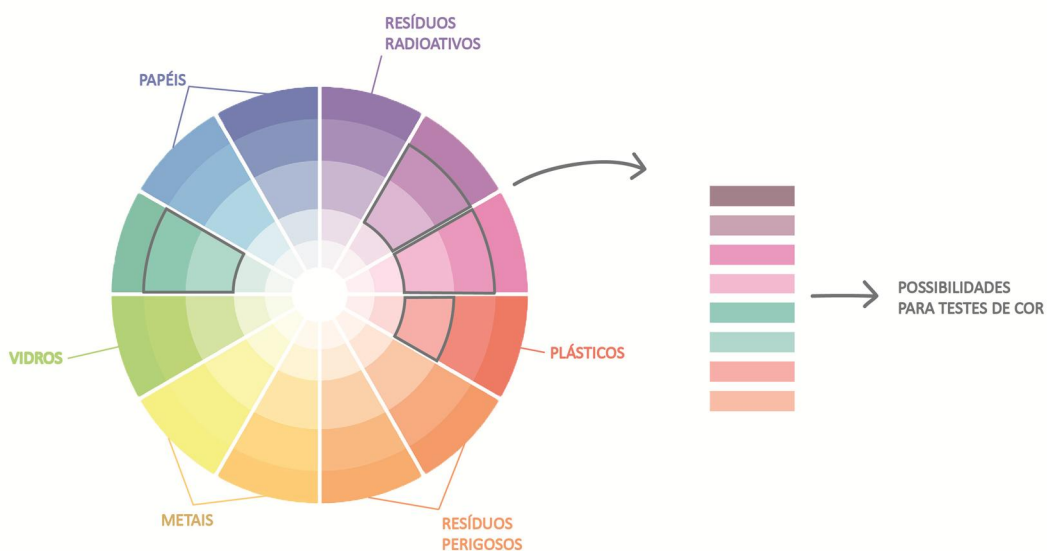 RESÍDUOS
RADIOATIVOS
PAPÉIS
POSSIBILIDADES
PARA TESTES DE COR
VIDROS
PLÁSTICOS
METAIS
RESÍDUOS
PERIGOSOS